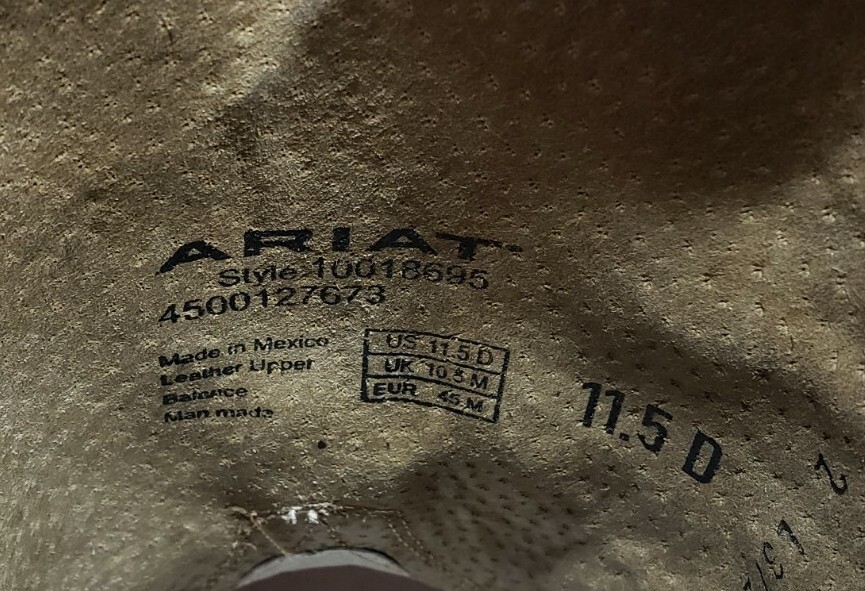 ARIAT
Style 10018695
4500127673
Made in Mexico
Leather Upper
Balance
Man made
US 11.5 D
UK 10.5 M
EUR 45 M
11.5 D
2